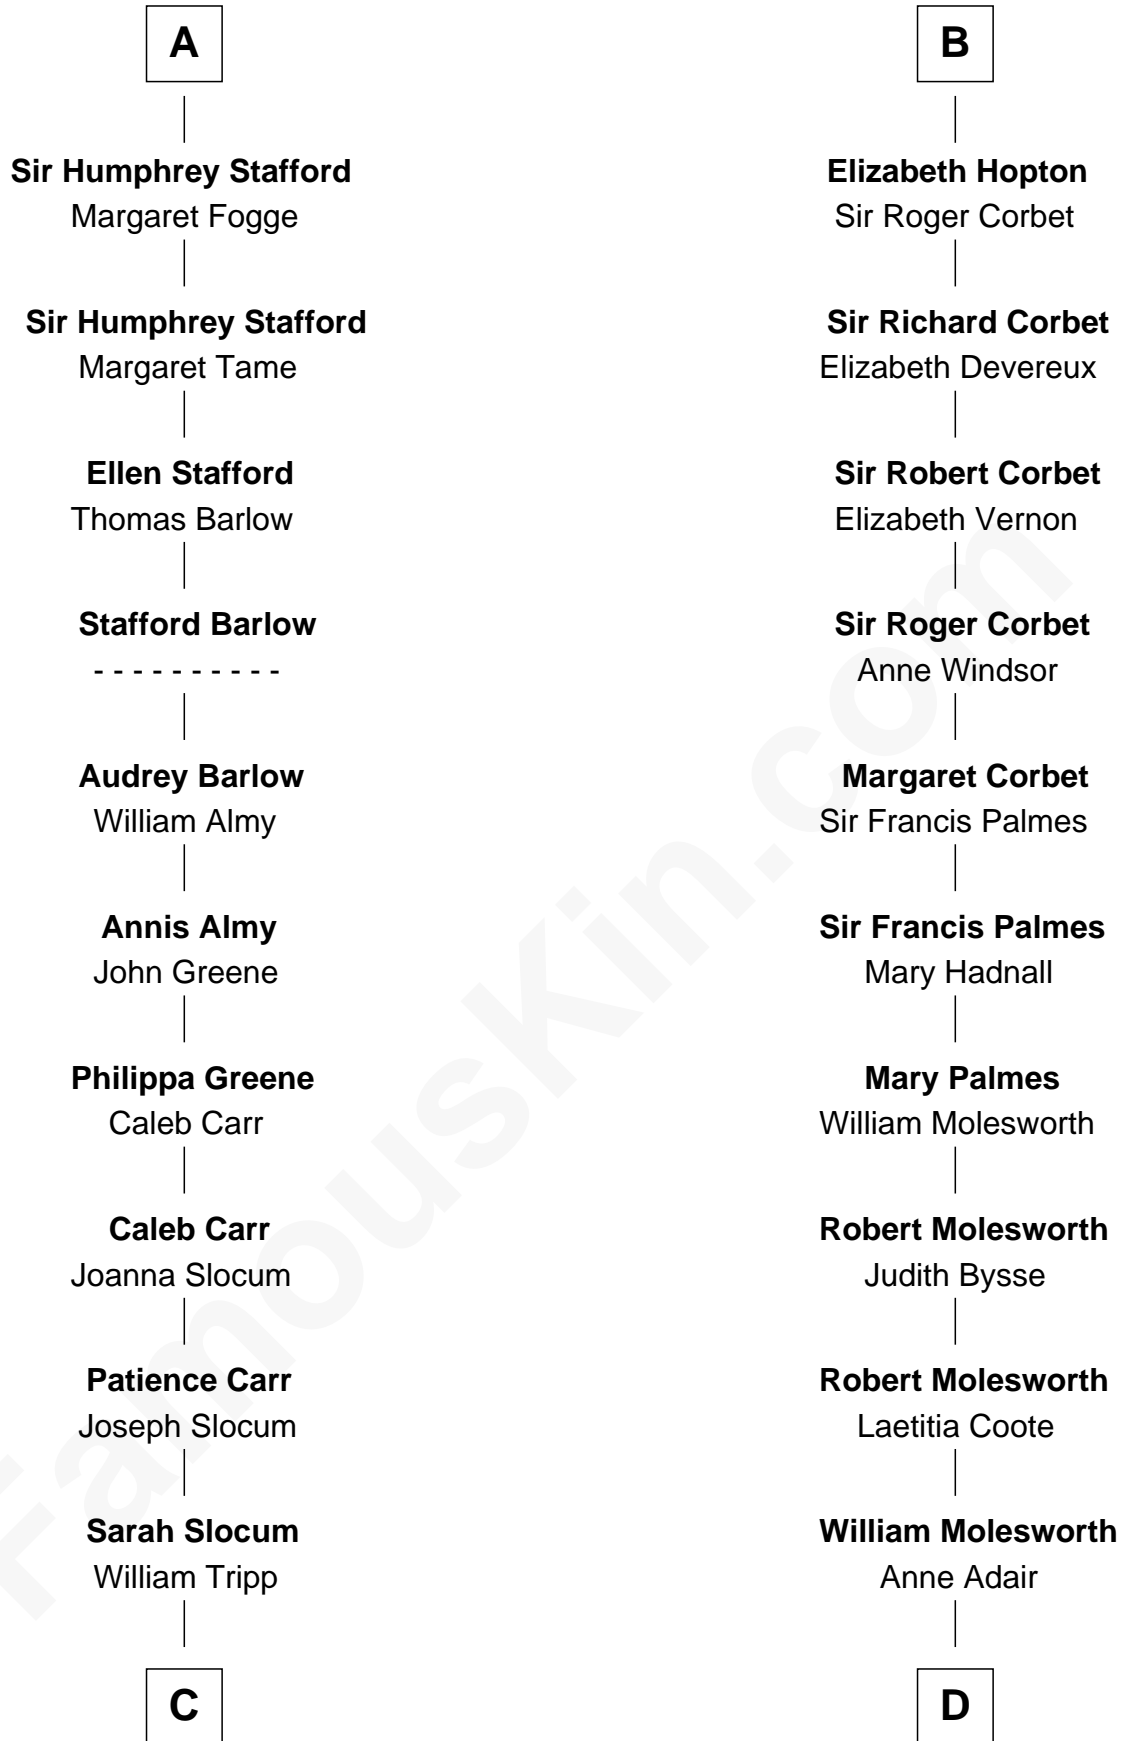 A
Sir Humphrey Stafford
Margaret Fogge
Sir Humphrey Stafford
Margaret Tame
Ellen Stafford
Thomas Barlow
Stafford Barlow
- - - - - - - - - -
Audrey Barlow
William Almy
Annis Almy
John Greene
Philippa Greene
Caleb Carr
Caleb Carr
Joanna Slocum
Patience Carr
Joseph Slocum
Sarah Slocum
William Tripp
C
B
Elizabeth Hopton
Sir Roger Corbet
Sir Richard Corbet
Elizabeth Devereux
Sir Robert Corbet
Elizabeth Vernon
Sir Roger Corbet
Anne Windsor
Margaret Corbet
Sir Francis Palmes
Sir Francis Palmes
Mary Hadnall
Mary Palmes
William Molesworth
Robert Molesworth
Judith Bysse
Robert Molesworth
Laetitia Coote
William Molesworth
Anne Adair
D
FamousKin.com